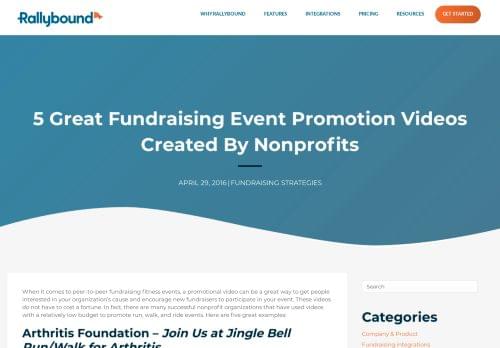 Rallybound
WHY RALLYBOUND
FEATURES
INTEGRATIONS
PRICING
RESOURCES
GET STARTED
5 Great Fundraising Event Promotion Videos
Created By Nonprofits
APRIL 29, 2016 | FUNDRAISING STRATEGIES
When it comes to peer-to-peer fundraising fitness events, a promotional video can be a great way to get people
interested in your organization's cause and encourage new fundraisers to participate in your event. These videos
do not have to cost a fortune. In fact, there are many successful nonprofit organizations that have used videos
with a relatively low budget to promote run, walk, and ride events. Here are five great examples:
Arthritis Foundation – Join Us at Jingle Bell
Run/Walk for Arthritis
Search
Categories
Company & Product
Fundraising Integrations